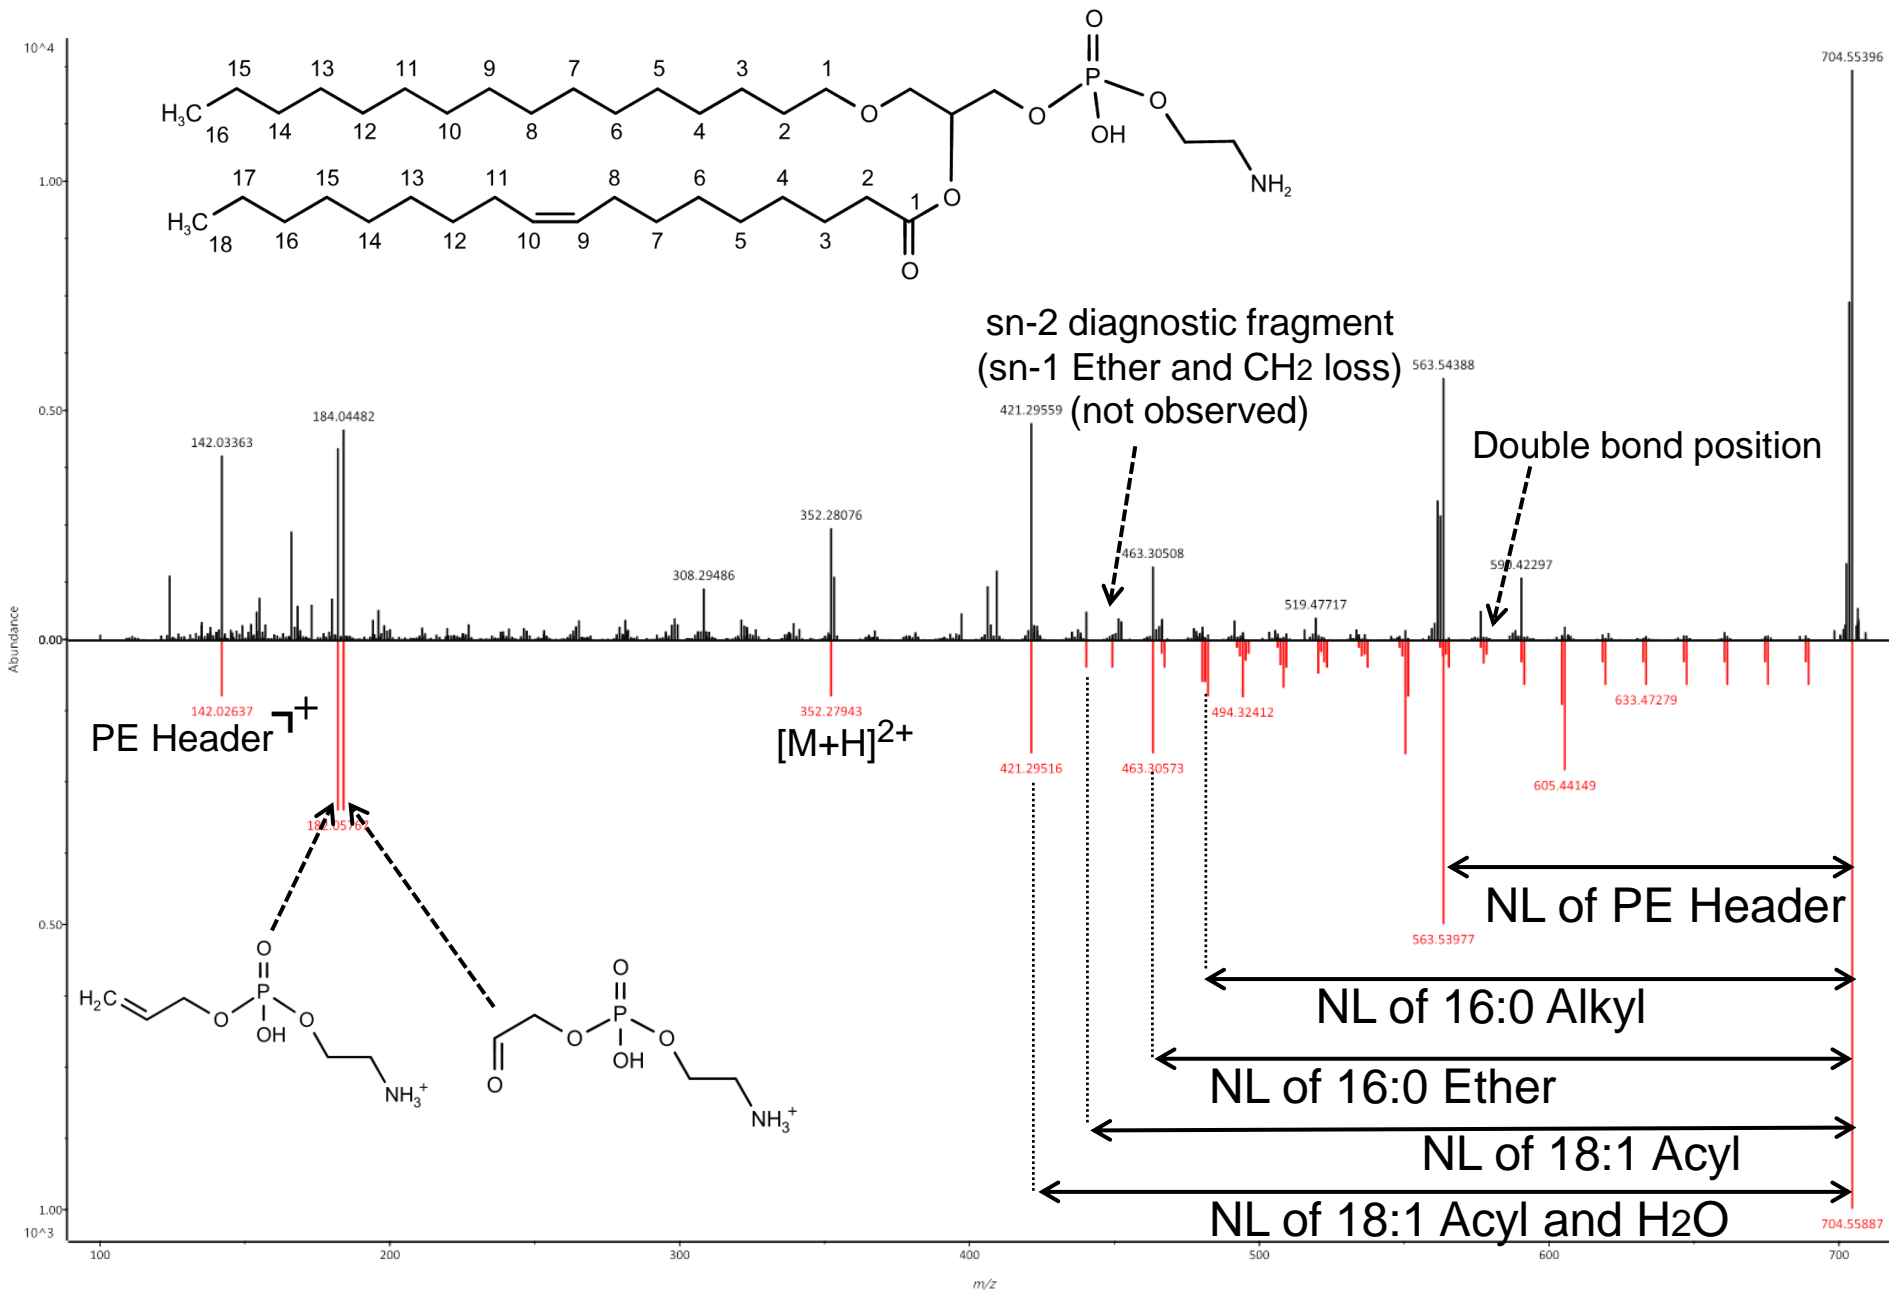 10^4
1.00
0.50
0.00
Abundance
0.50
1.00
10^3
15 13 11 9 7 5 3 1
H3C
16 14 12 10 8 6 4 2
O
O
P
OH
O
O
NH2
17 15 13 11 8 6 4 2
H3C
18 16 14 12 10 9 7 5 3
1
O
O
704.55396
sn-2 diagnostic fragment
(sn-1 Ether and CH2 loss)
(not observed)
563.54388
421.29559
184.04482
142.03363
Double bond position
352.28076
308.29486
463.30508
590.42297
519.47717
142.02637
PE Header ⌝+
352.27943
[M+H]2+
182.05762
421.29516
463.30573
494.32412
633.47279
605.44149
563.53977
NL of PE Header
NL of 16:0 Alkyl
NL of 16:0 Ether
NL of 18:1 Acyl
NL of 18:1 Acyl and H2O
704.55887
O
H2C
O
P
OH
O
NH3+
O
O
O
P
OH
O
NH3+
100 200 300 400 500 600 700
m/z